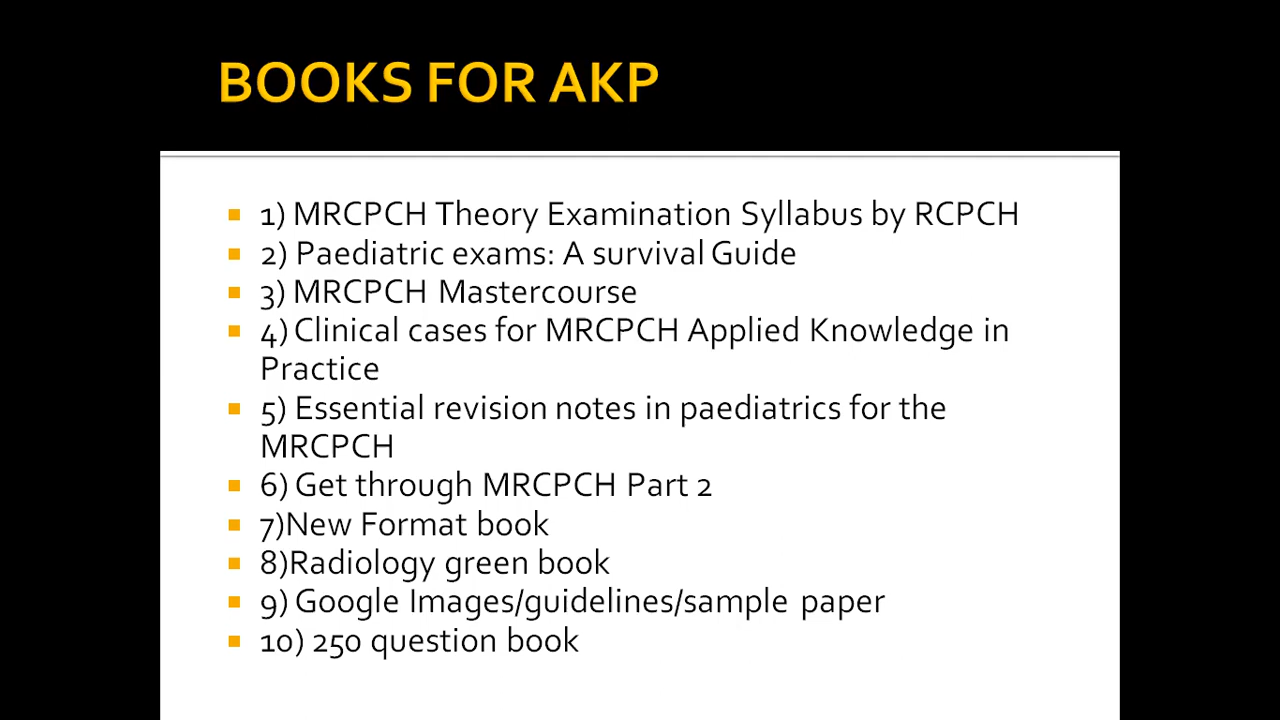 BOOKS FOR AKP
1) MRCPCH Theory Examination Syllabus by RCPCH
2) Paediatric exams: A survival Guide
3) MRCPCH Mastercourse
4) Clinical cases for MRCPCH Applied Knowledge in
Practice
5) Essential revision notes in paediatrics for the
MRCPCH
6) Get through MRCPCH Part 2
7)New Format book
8)Radiology green book
9) Google Images/guidelines/sample paper
10) 250 question book